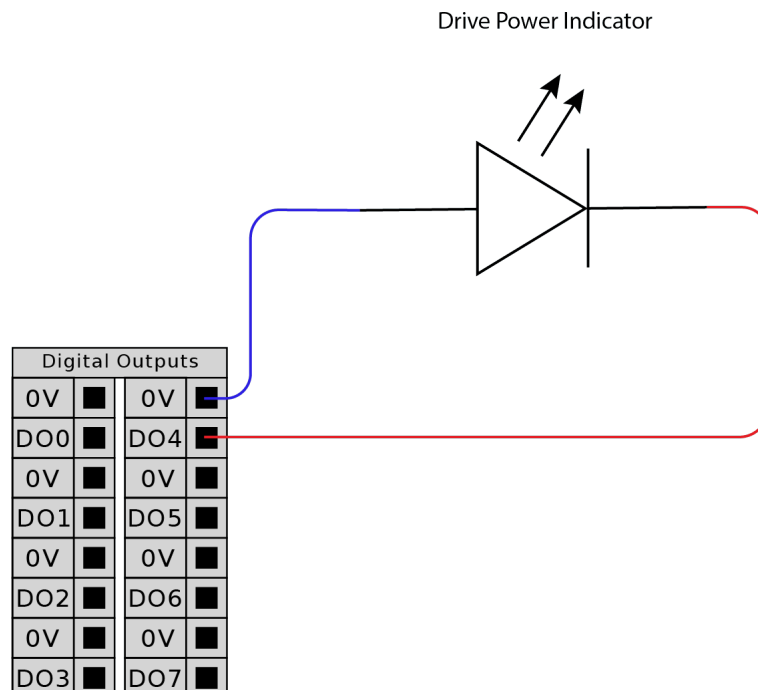 Drive Power Indicator
Digital Outputs
0V 0V
DO0 DO4
0V 0V
DO1 DO5
0V 0V
DO2 DO6
0V 0V
DO3 DO7